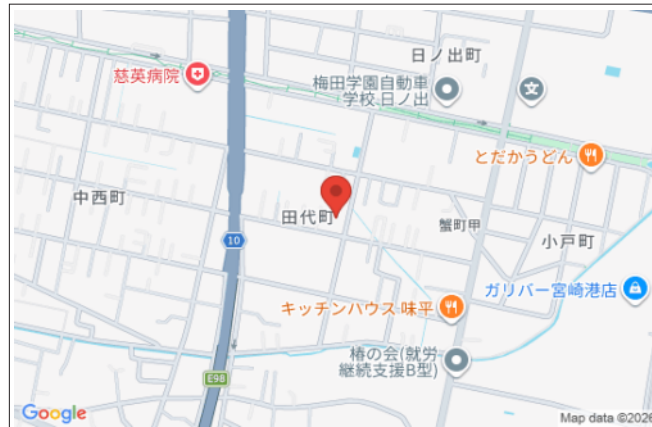 日ノ出町
慈英病院
梅田学園自動車
学校 日ノ出
文
とだかうどん
中西町
田代町
蟹町甲
10
小戸町
ガリバー宮崎港店
キッチンハウス 味平
椿の会(就労
継続支援B型)
E98
Google
Map data ©2026